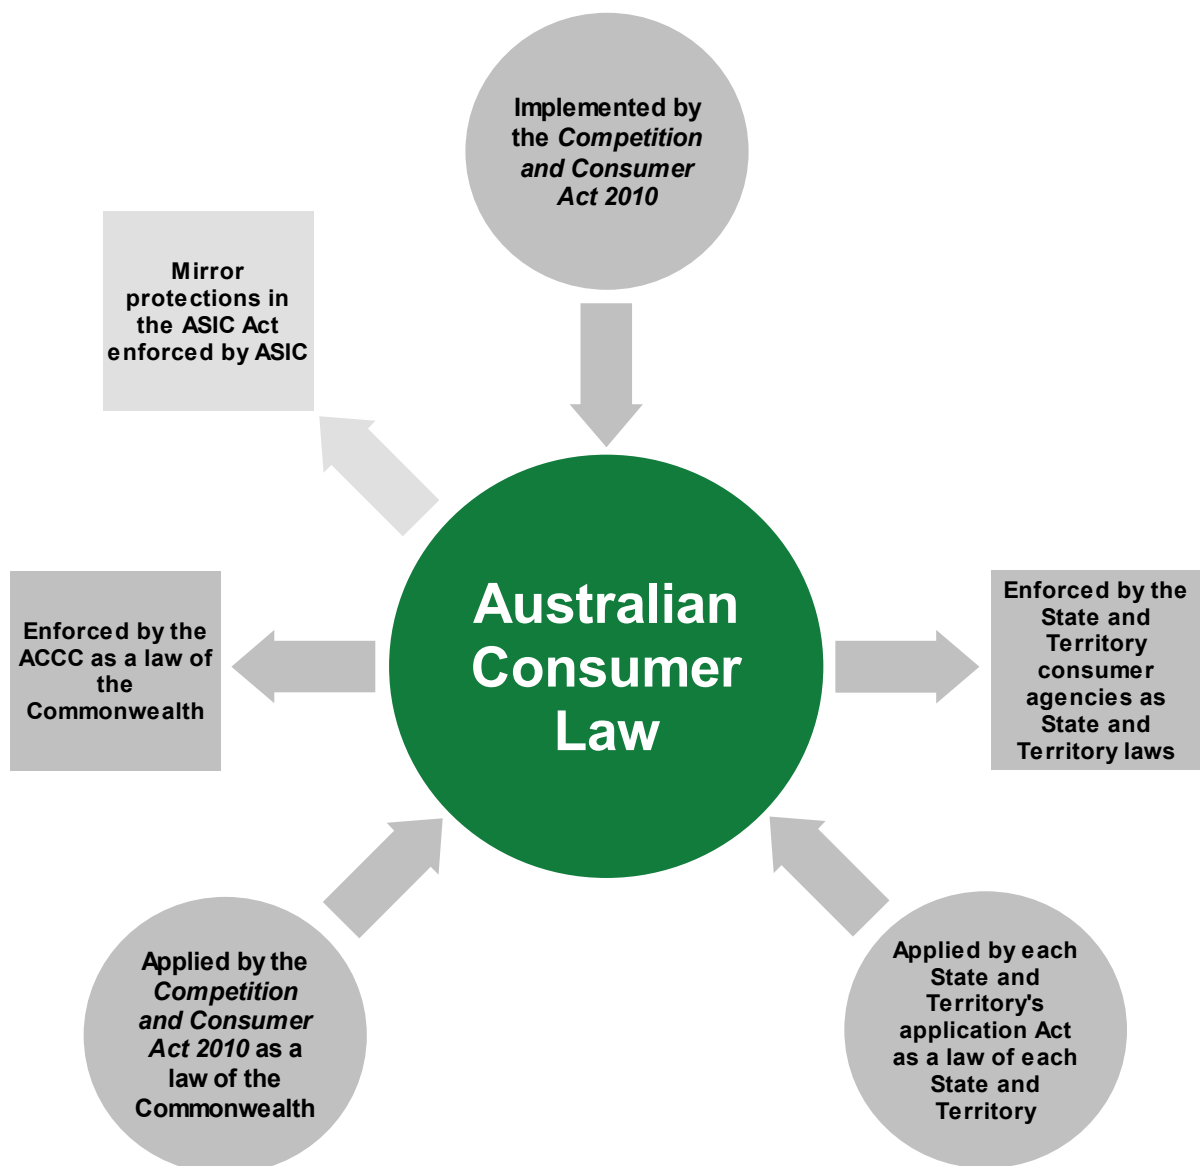 Implemented by
the Competition
and Consumer
Act 2010
Mirror
protections in
the ASIC Act
enforced by ASIC
Australian
Consumer
Law
Enforced by the
ACCC as a law of
the
Commonwealth
Enforced by the
State and
Territory
consumer
agencies as
State and
Territory laws
Applied by the
Competition
and Consumer
Act 2010 as a
law of the
Commonwealth
Applied by each
State and
Territory's
application Act
as a law of each
State and
Territory